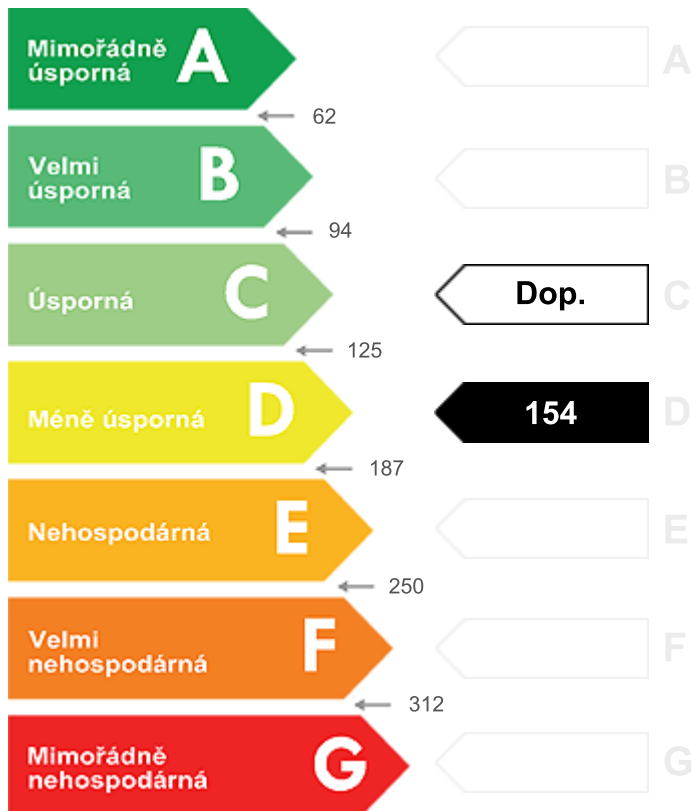 Mimořádně
úsporná
A
A
62
Velmi
úsporná
B
B
94
Úsporná
C
Dop.
C
125
Méně úsporná
D
154
D
187
Nehospodárná
E
E
250
Velmi
nehospodárná
F
F
312
Mimořádně
nehospodárná
G
G